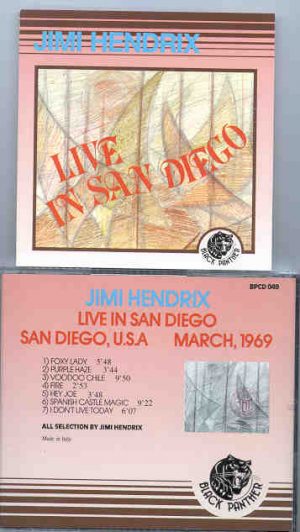 JIMI HENDRIX
LIVE
IN SAN DIEGO
BLACK PANTHER
BPCD 049
JIMI HENDRIX
LIVE IN SAN DIEGO
SAN DIEGO, U.S.A MARCH, 1969
1) FOXY LADY 5'48
2) PURPLE HAZE 3'44
3) VOODOO CHILE 9'50
4) FIRE 2'53
5) HEY JOE 3'48
6) SPANISH CASTLE MAGIC 9'22
7) I DON'T LIVE TODAY 6'07
ALL SELECTION BY JIMI HENDRIX
Made in Italy
BLACK PANTHER